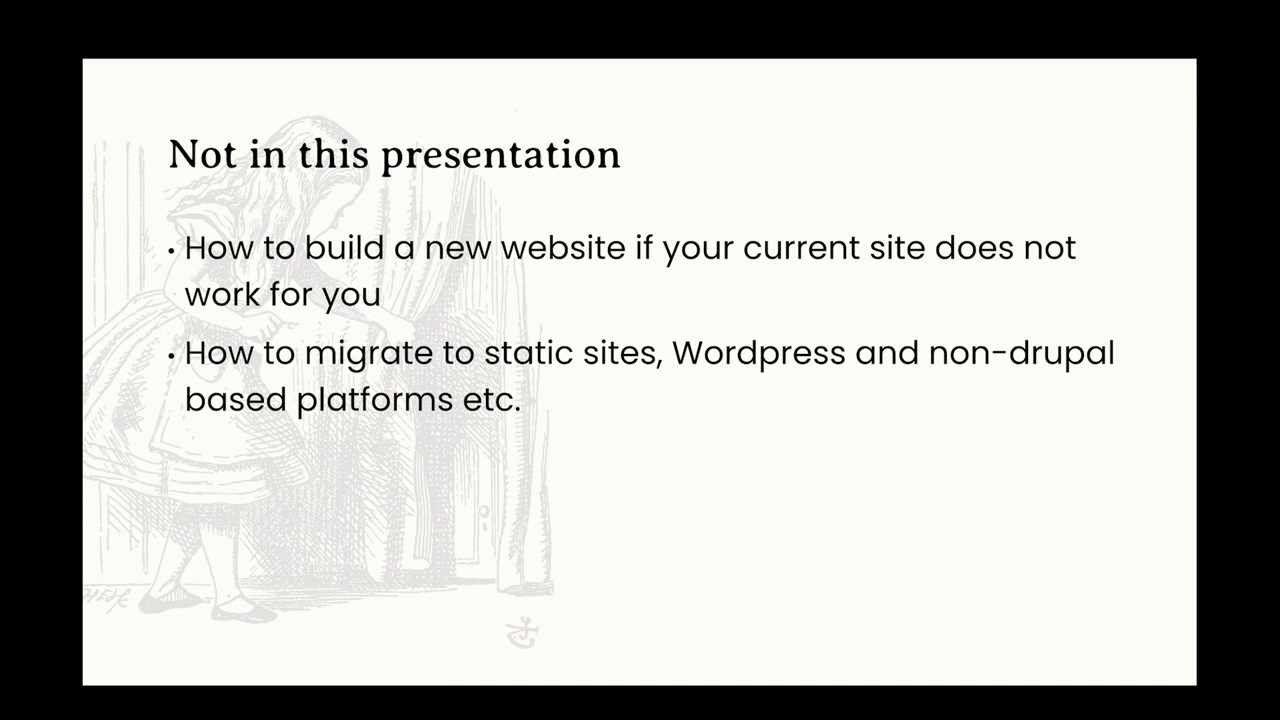 Not in this presentation
• How to build a new website if your current site does not
work for you
• How to migrate to static sites, Wordpress and non-drupal
based platforms etc.